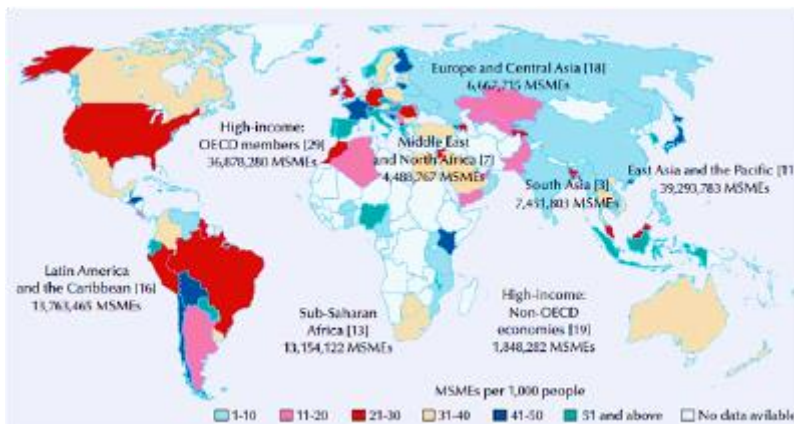 Europe and Central Asia [18]
6,667,715 MSMEs
High-income:
OECD members [29]
36,878,280 MSMEs
Middle East
and North Africa [7]
4,488,767 MSMEs
South Asia [3]
7,451,803 MSMEs
East Asia and the Pacific [11
39,293,783 MSMEs
Latin America
and the Caribbean [16]
13,763,465 MSMEs
Sub-Saharan
Africa [13]
13,154,122 MSMEs
High-income:
Non-OECD
economies [19]
1,848,282 MSMEs
MSMEs per 1,000 people
1-10 11-20 21-30 31-40 41-50 51 and above No data avilable